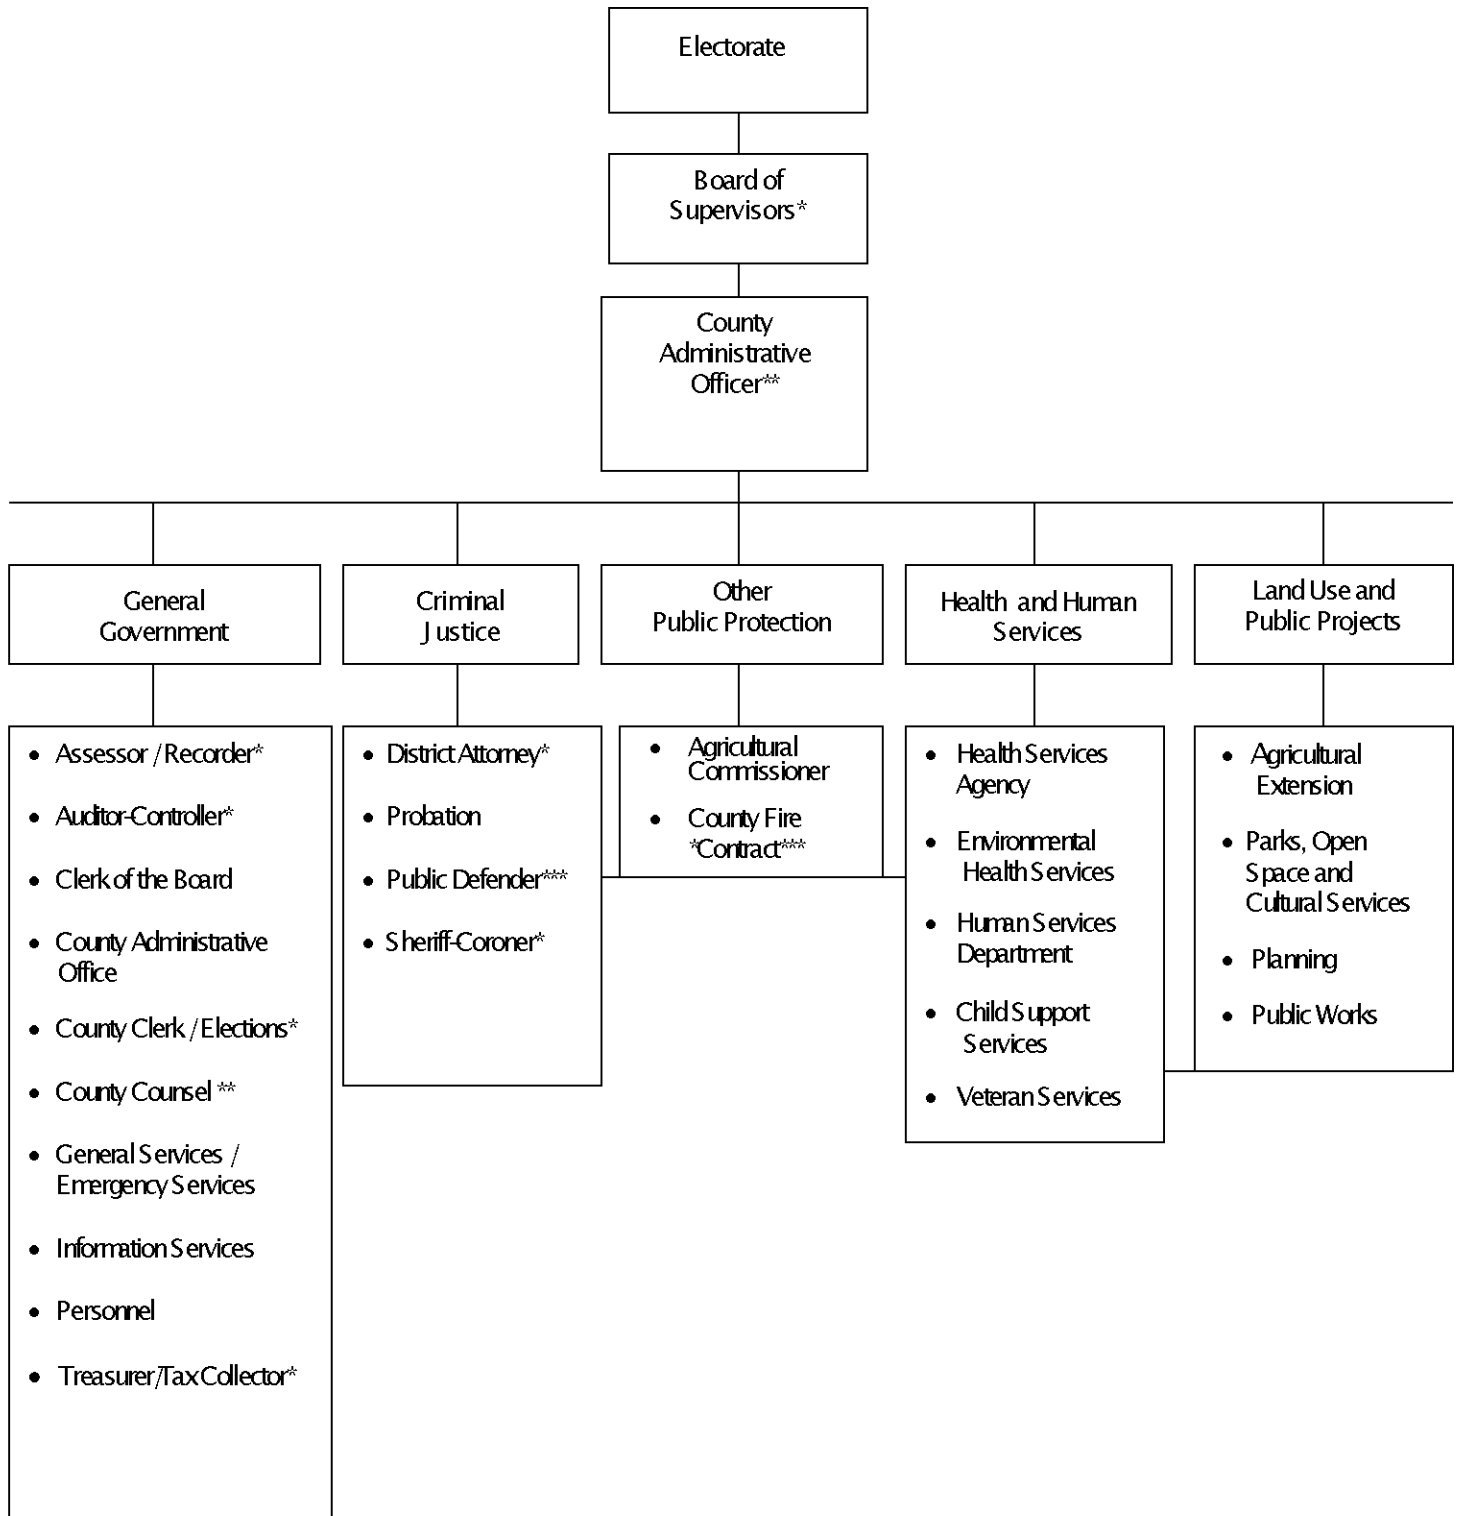 Electorate
Board of
Supervisors*
County
Administrative
Officer**
General
Government
Criminal
Justice
Other
Public Protection
Health and Human
Services
Land Use and
Public Projects
• Assessor / Recorder*
• Auditor-Controller*
• Clerk of the Board
• County Administrative
Office
• County Clerk / Elections*
• County Counsel **
• General Services /
Emergency Services
• Information Services
• Personnel
• Treasurer/Tax Collector*
• District Attorney*
• Probation
• Public Defender***
• Sheriff-Coroner*
• Agricultural
Commissioner
• County Fire
*Contract***
• Health Services
Agency
• Environmental
Health Services
• Human Services
Department
• Child Support
Services
• Veteran Services
• Agricultural
Extension
• Parks, Open
Space and
Cultural Services
• Planning
• Public Works